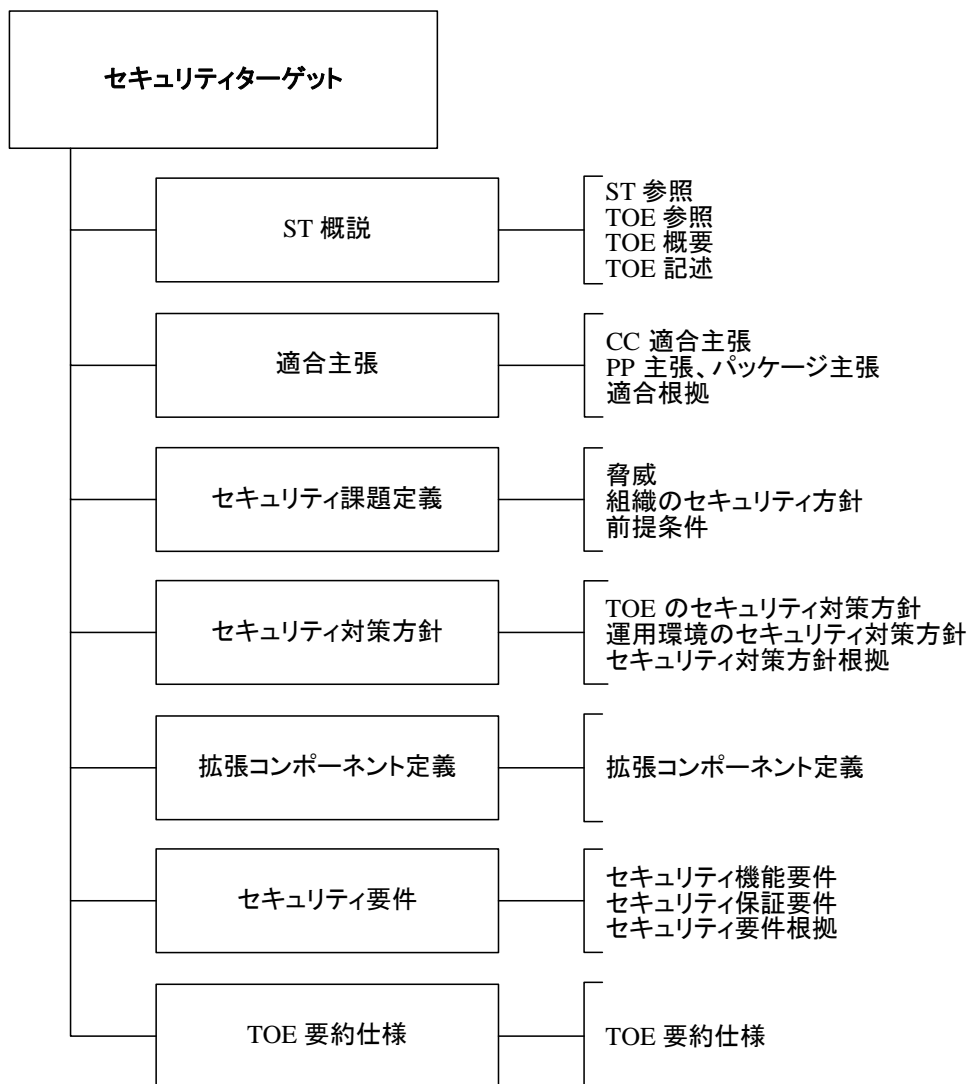 セキュリティターゲット
ST 概説
ST 参照
TOE 参照
TOE 概要
TOE 記述
適合主張
CC 適合主張
PP 主張、パッケージ主張
適合根拠
セキュリティ課題定義
脅威
組織のセキュリティ方針
前提条件
セキュリティ対策方針
TOE のセキュリティ対策方針
運用環境のセキュリティ対策方針
セキュリティ対策方針根拠
拡張コンポーネント定義
拡張コンポーネント定義
セキュリティ要件
セキュリティ機能要件
セキュリティ保証要件
セキュリティ要件根拠
TOE 要約仕様
TOE 要約仕様